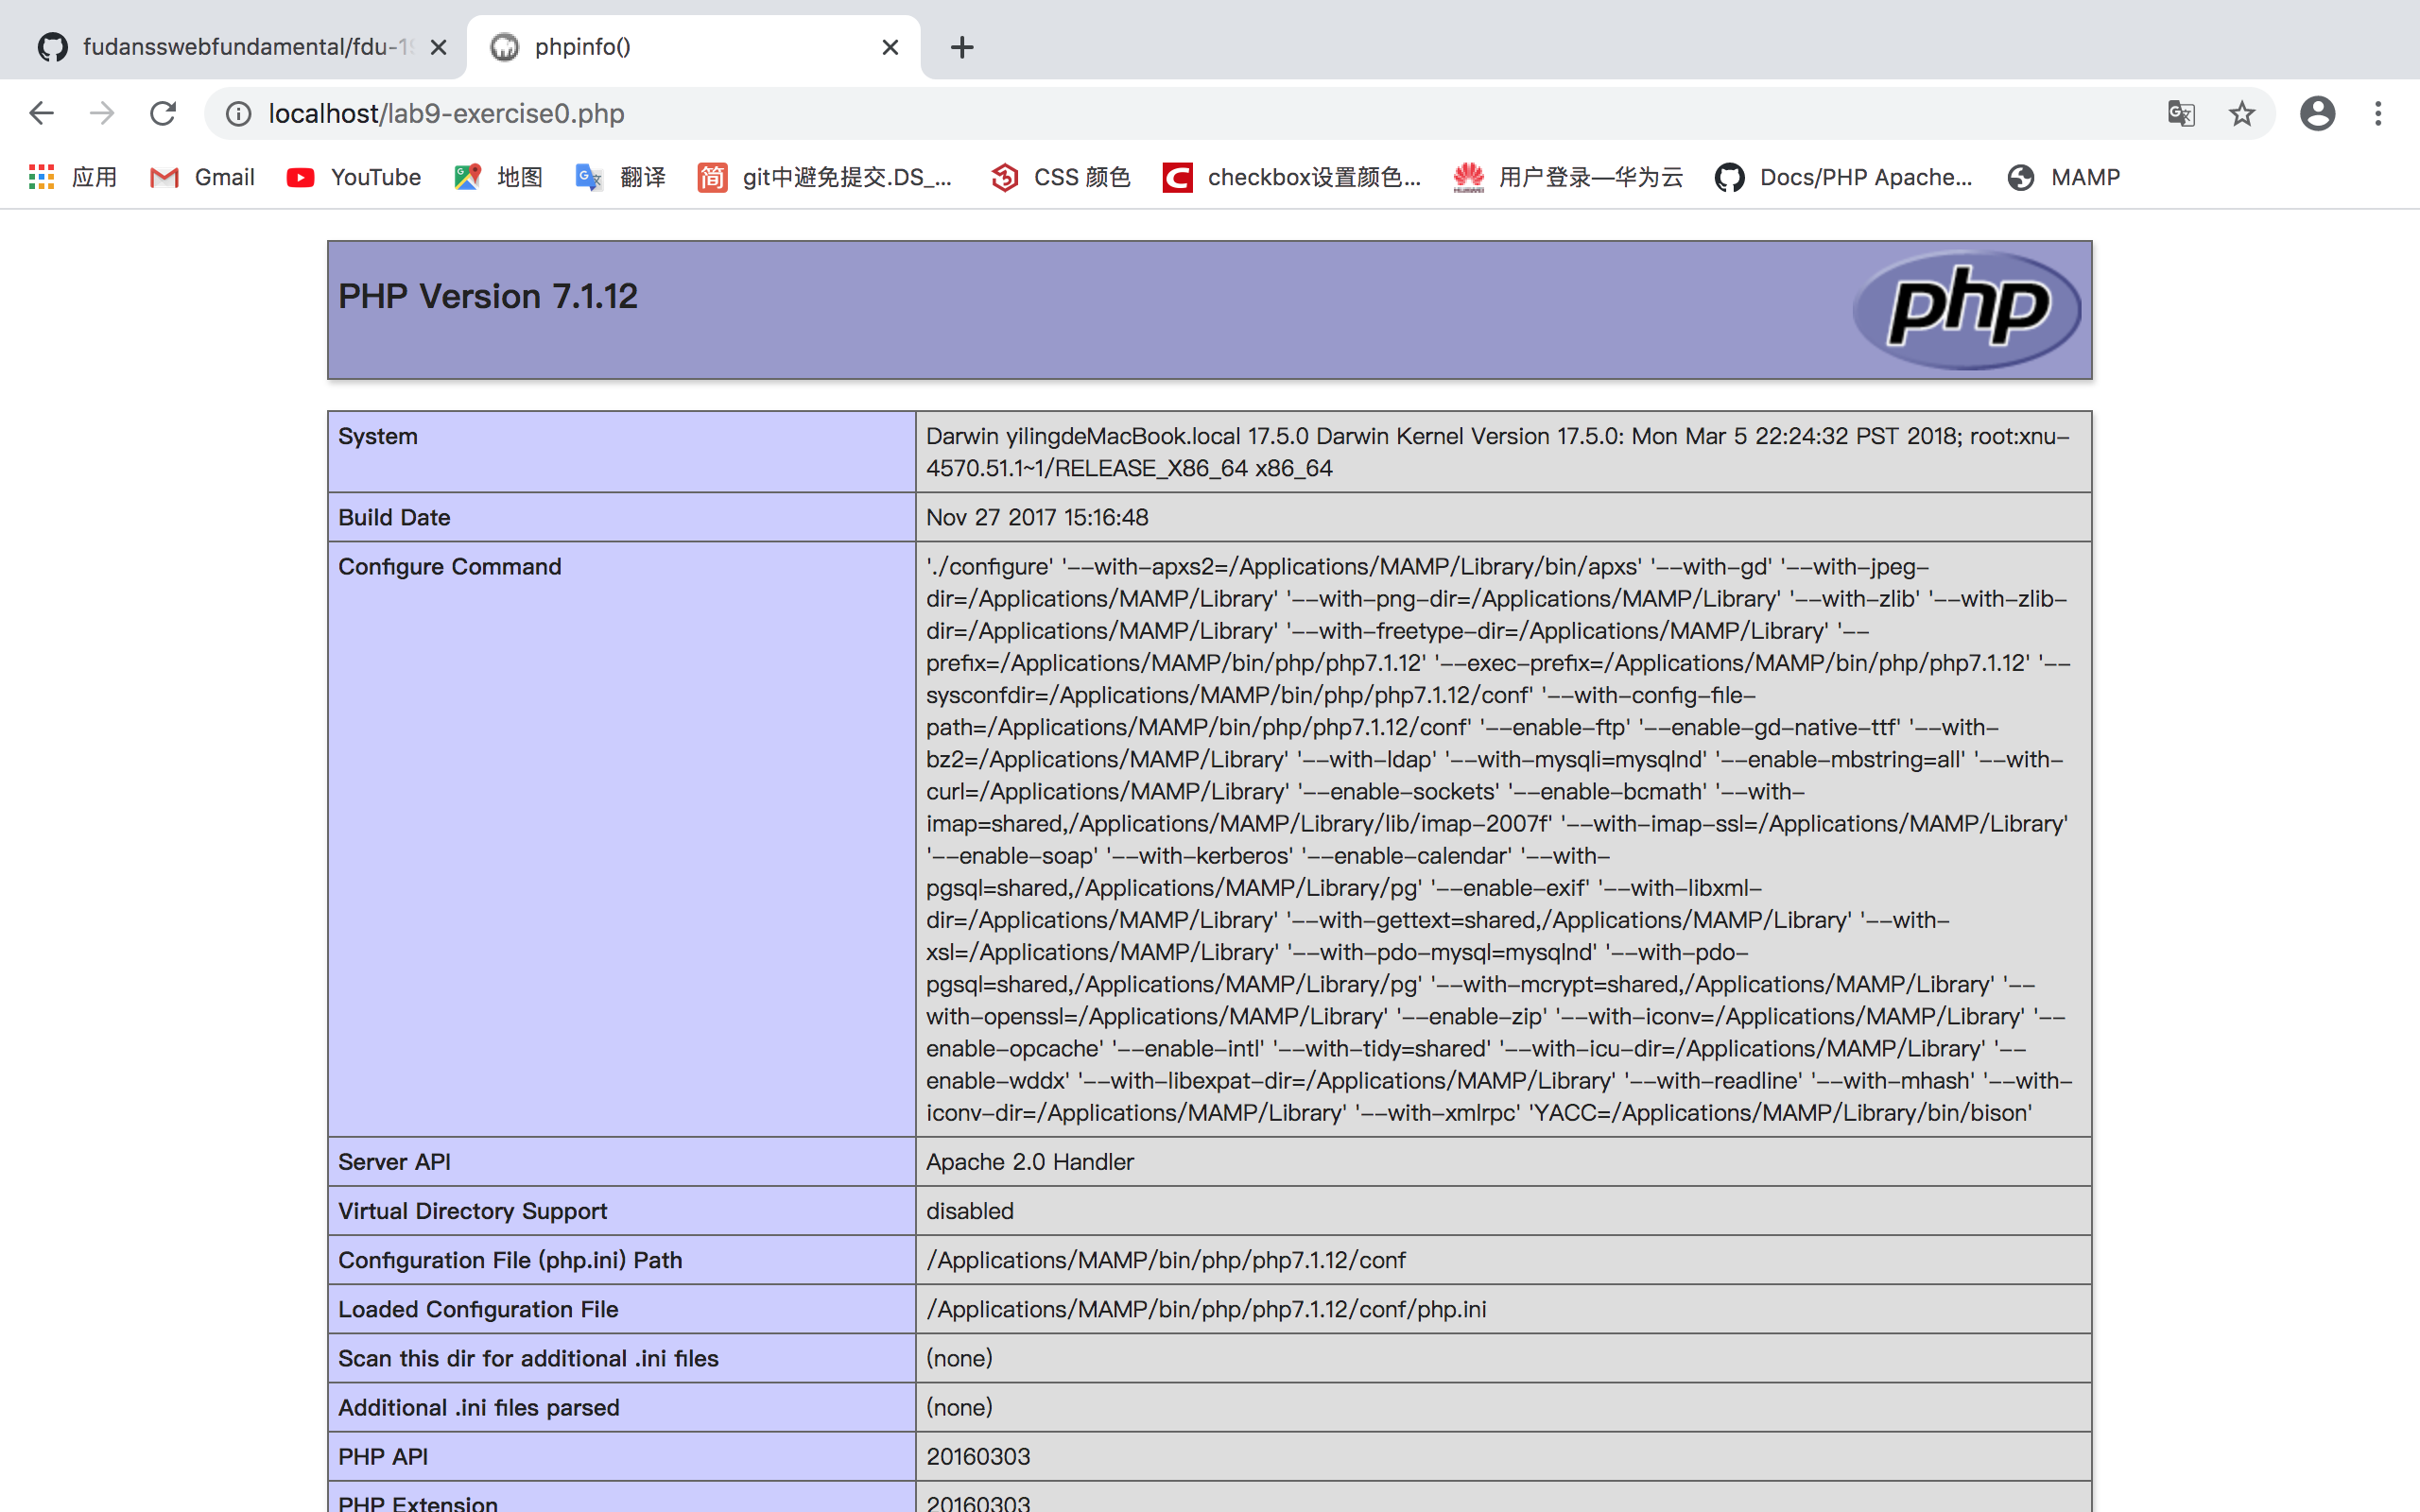 fudansswebfundamental/fdu-19
phpinfo()
localhost/lab9-exercise0.php
应用 Gmail YouTube 地图 翻译 简 git中避免提交.DS_... CSS 颜色 checkbox设置颜色... 用户登录—华为云 Docs/PHP Apache... MAMP
PHP Version 7.1.12
php
System
Darwin yilingdeMacBook.local 17.5.0 Darwin Kernel Version 17.5.0: Mon Mar 5 22:24:32 PST 2018; root:xnu-
4570.51.1~1/RELEASE_X86_64 x86_64
Build Date
Nov 27 2017 15:16:48
Configure Command
'./configure' '--with-apxs2=/Applications/MAMP/Library/bin/apxs' '--with-gd' '--with-jpeg-
dir=/Applications/MAMP/Library' '--with-png-dir=/Applications/MAMP/Library' '--with-zlib' '--with-zlib-
dir=/Applications/MAMP/Library' '--with-freetype-dir=/Applications/MAMP/Library' '--
prefix=/Applications/MAMP/bin/php/php7.1.12' '--exec-prefix=/Applications/MAMP/bin/php/php7.1.12' '--
sysconfdir=/Applications/MAMP/bin/php/php7.1.12/conf' '--with-config-file-
path=/Applications/MAMP/bin/php/php7.1.12/conf' '--enable-ftp' '--enable-gd-native-ttf' '--with-
bz2=/Applications/MAMP/Library' '--with-ldap' '--with-mysqli=mysqlnd' '--enable-mbstring=all' '--with-
curl=/Applications/MAMP/Library' '--enable-sockets' '--enable-bcmath' '--with-
imap=shared,/Applications/MAMP/Library/lib/imap-2007f' '--with-imap-ssl=/Applications/MAMP/Library'
'--enable-soap' '--with-kerberos' '--enable-calendar' '--with-
pgsql=shared,/Applications/MAMP/Library/pg' '--enable-exif' '--with-libxml-
dir=/Applications/MAMP/Library' '--with-gettext=shared,/Applications/MAMP/Library' '--with-
xsl=/Applications/MAMP/Library' '--with-pdo-mysql=mysqlnd' '--with-pdo-
pgsql=shared,/Applications/MAMP/Library/pg' '--with-mcrypt=shared,/Applications/MAMP/Library' '--
with-openssl=/Applications/MAMP/Library' '--enable-zip' '--with-iconv=/Applications/MAMP/Library' '--
enable-opcache' '--enable-intl' '--with-tidy=shared' '--with-icu-dir=/Applications/MAMP/Library' '--
enable-wddx' '--with-libexpat-dir=/Applications/MAMP/Library' '--with-readline' '--with-mhash' '--with-
iconv-dir=/Applications/MAMP/Library' '--with-xmlrpc' 'YACC=/Applications/MAMP/Library/bin/bison'
Server API
Apache 2.0 Handler
Virtual Directory Support
disabled
Configuration File (php.ini) Path
/Applications/MAMP/bin/php/php7.1.12/conf
Loaded Configuration File
/Applications/MAMP/bin/php/php7.1.12/conf/php.ini
Scan this dir for additional .ini files
(none)
Additional .ini files parsed
(none)
PHP API
20160303
PHP Extension
20160303